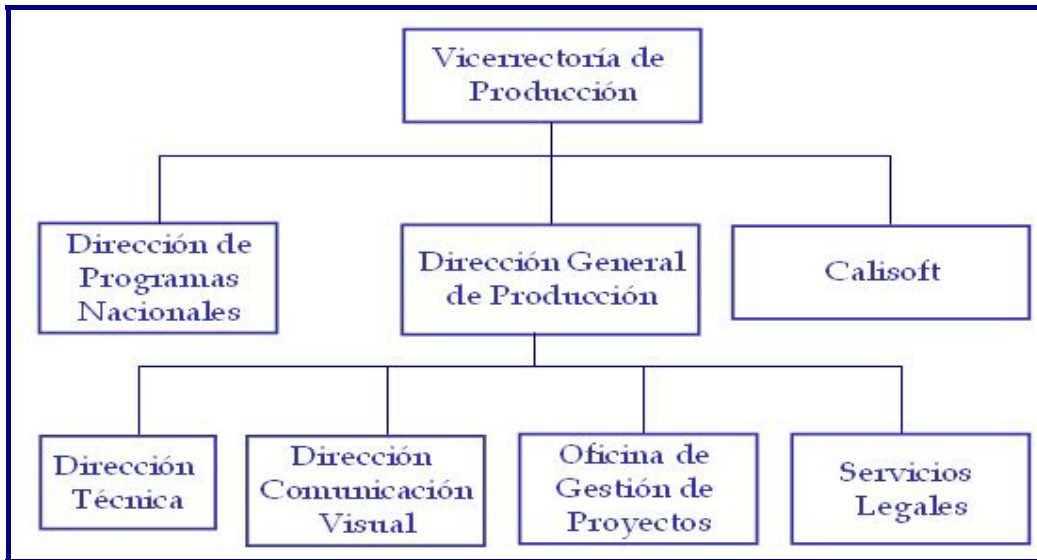 Vicerrectoría de
Producción
Dirección de
Programas
Nacionales
Dirección General
de Producción
Calisoft
Dirección
Técnica
Dirección
Comunicación
Visual
Oficina de
Gestión de
Proyectos
Servicios
Legales